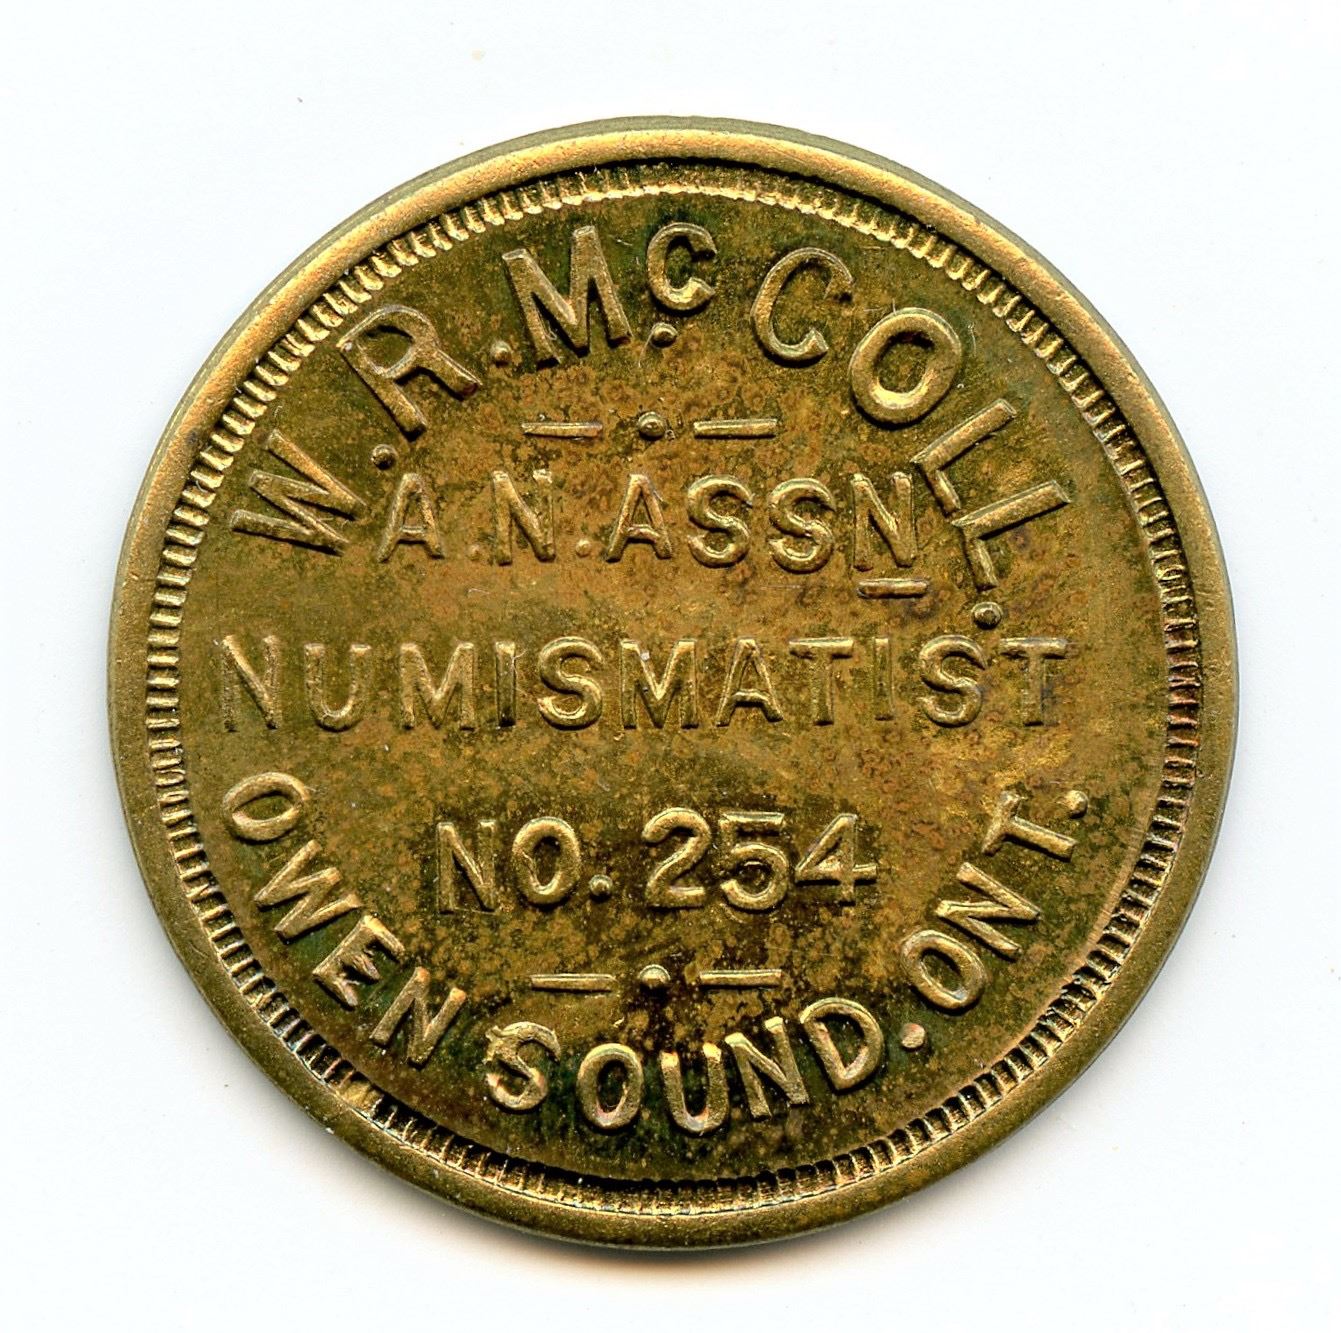 W.R.Mc COLL.
A.N.ASSN
NUMISMATIST
NO. 254
OWEN SOUND. ONT.